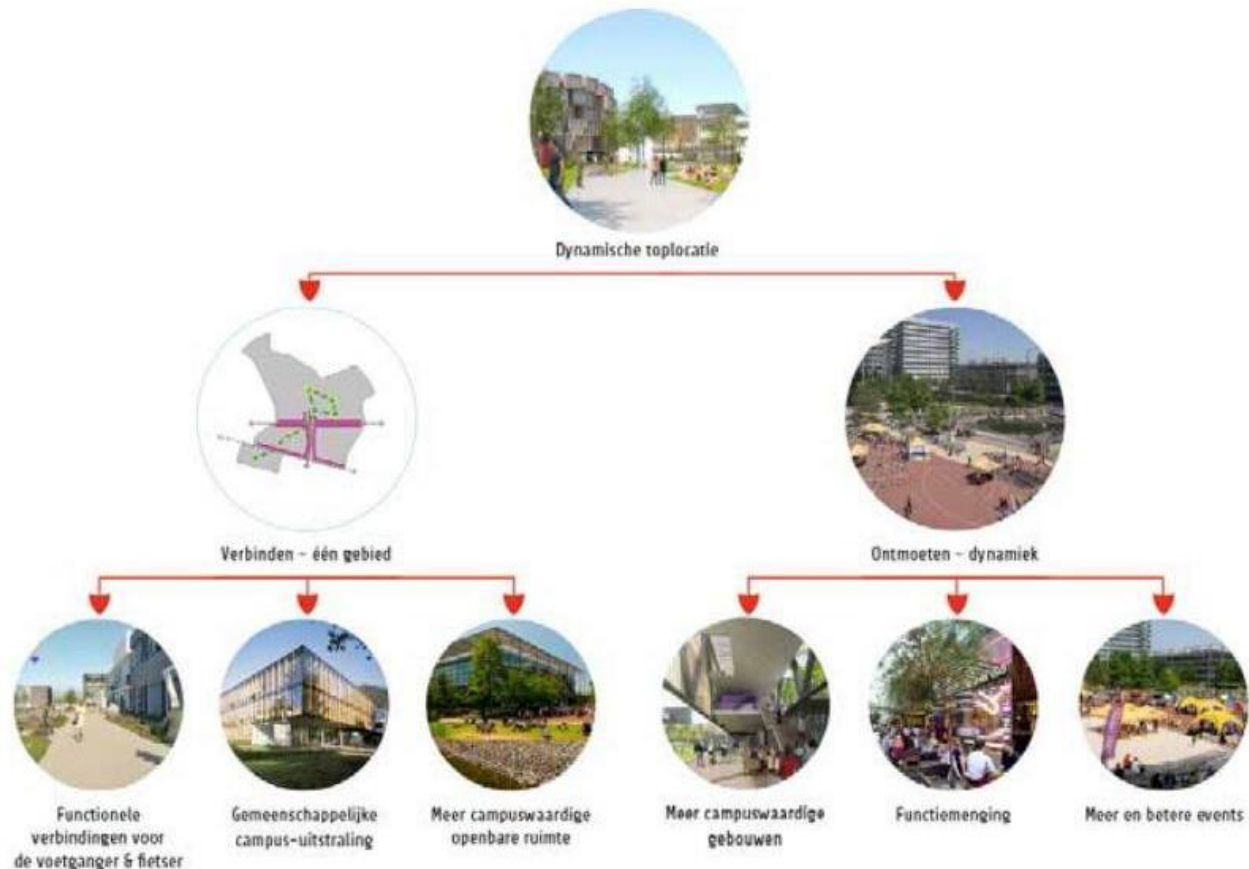 Dynamische toplocatie
Verbinden - één gebied
Ontmoeten - dynamiek
Functionele
verbindingen voor
de voetganger & fietser
Gemeenschappelijke
campus-uitstraling
Meer campuswaardige
openbare ruimte
Meer campuswaardige
gebouwen
Functiemenging
Meer en betere events